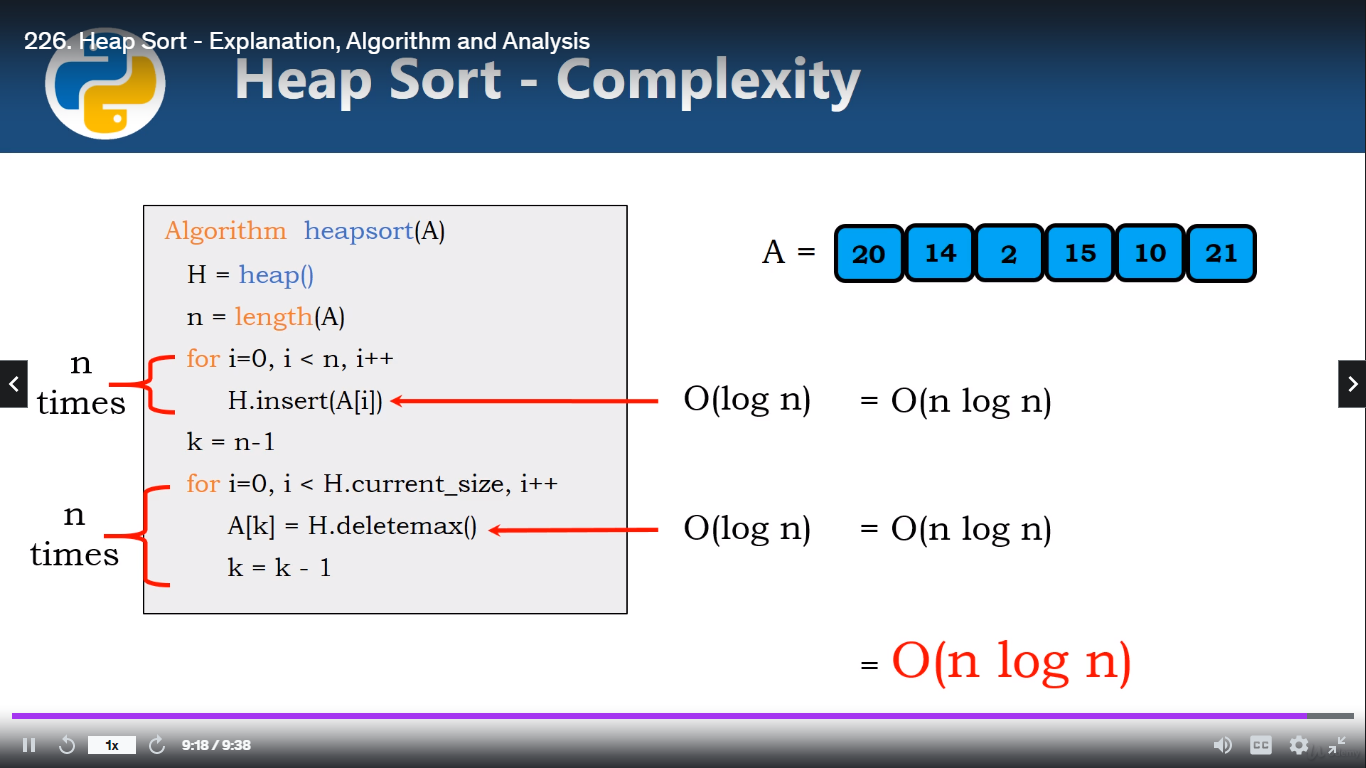 226. Heap Sort - Explanation, Algorithm and Analysis
Heap Sort - Complexity
Algorithm heapsort(A)
H = heap()
n = length(A)
for i=0, i < n, i++
H.insert(A[i])
k = n-1
for i=0, i < H.current_size, i++
A[k] = H.deletemax()
k = k - 1
n
times
n
times
A = 20 14 2 15 10 21
O(log n) = O(n log n)
O(log n) = O(n log n)
= O(n log n)
1x 9:18 / 9:38 CC